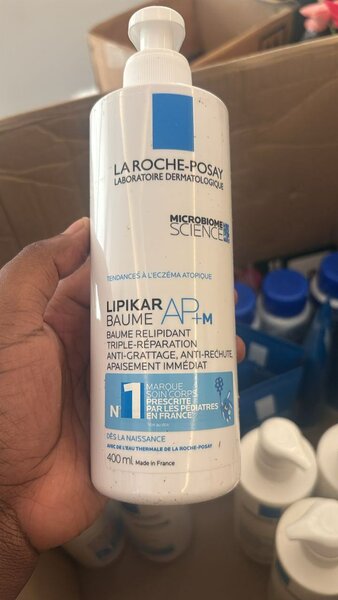 LA ROCHE-POSAY
LABORATOIRE DERMATOLOGIQUE
MICROBIOME
SCIENCE
TENDANCES À L'ECZÉMA ATOPIQUE
LIPIKAR
BAUME AP+M
BAUME RELIPIDANT
TRIPLE-RÉPARATION
ANTI-GRATTAGE, ANTI-RECHUTE,
APAISEMENT IMMÉDIAT
N°1
MARQUE
SOIN CORPS
PRESCRITE
PAR LES PÉDIATRES
EN FRANCE
DÈS LA NAISSANCE
AVEC DE L'EAU THERMALE DE LA ROCHE-POSAY
400 ml Made in France